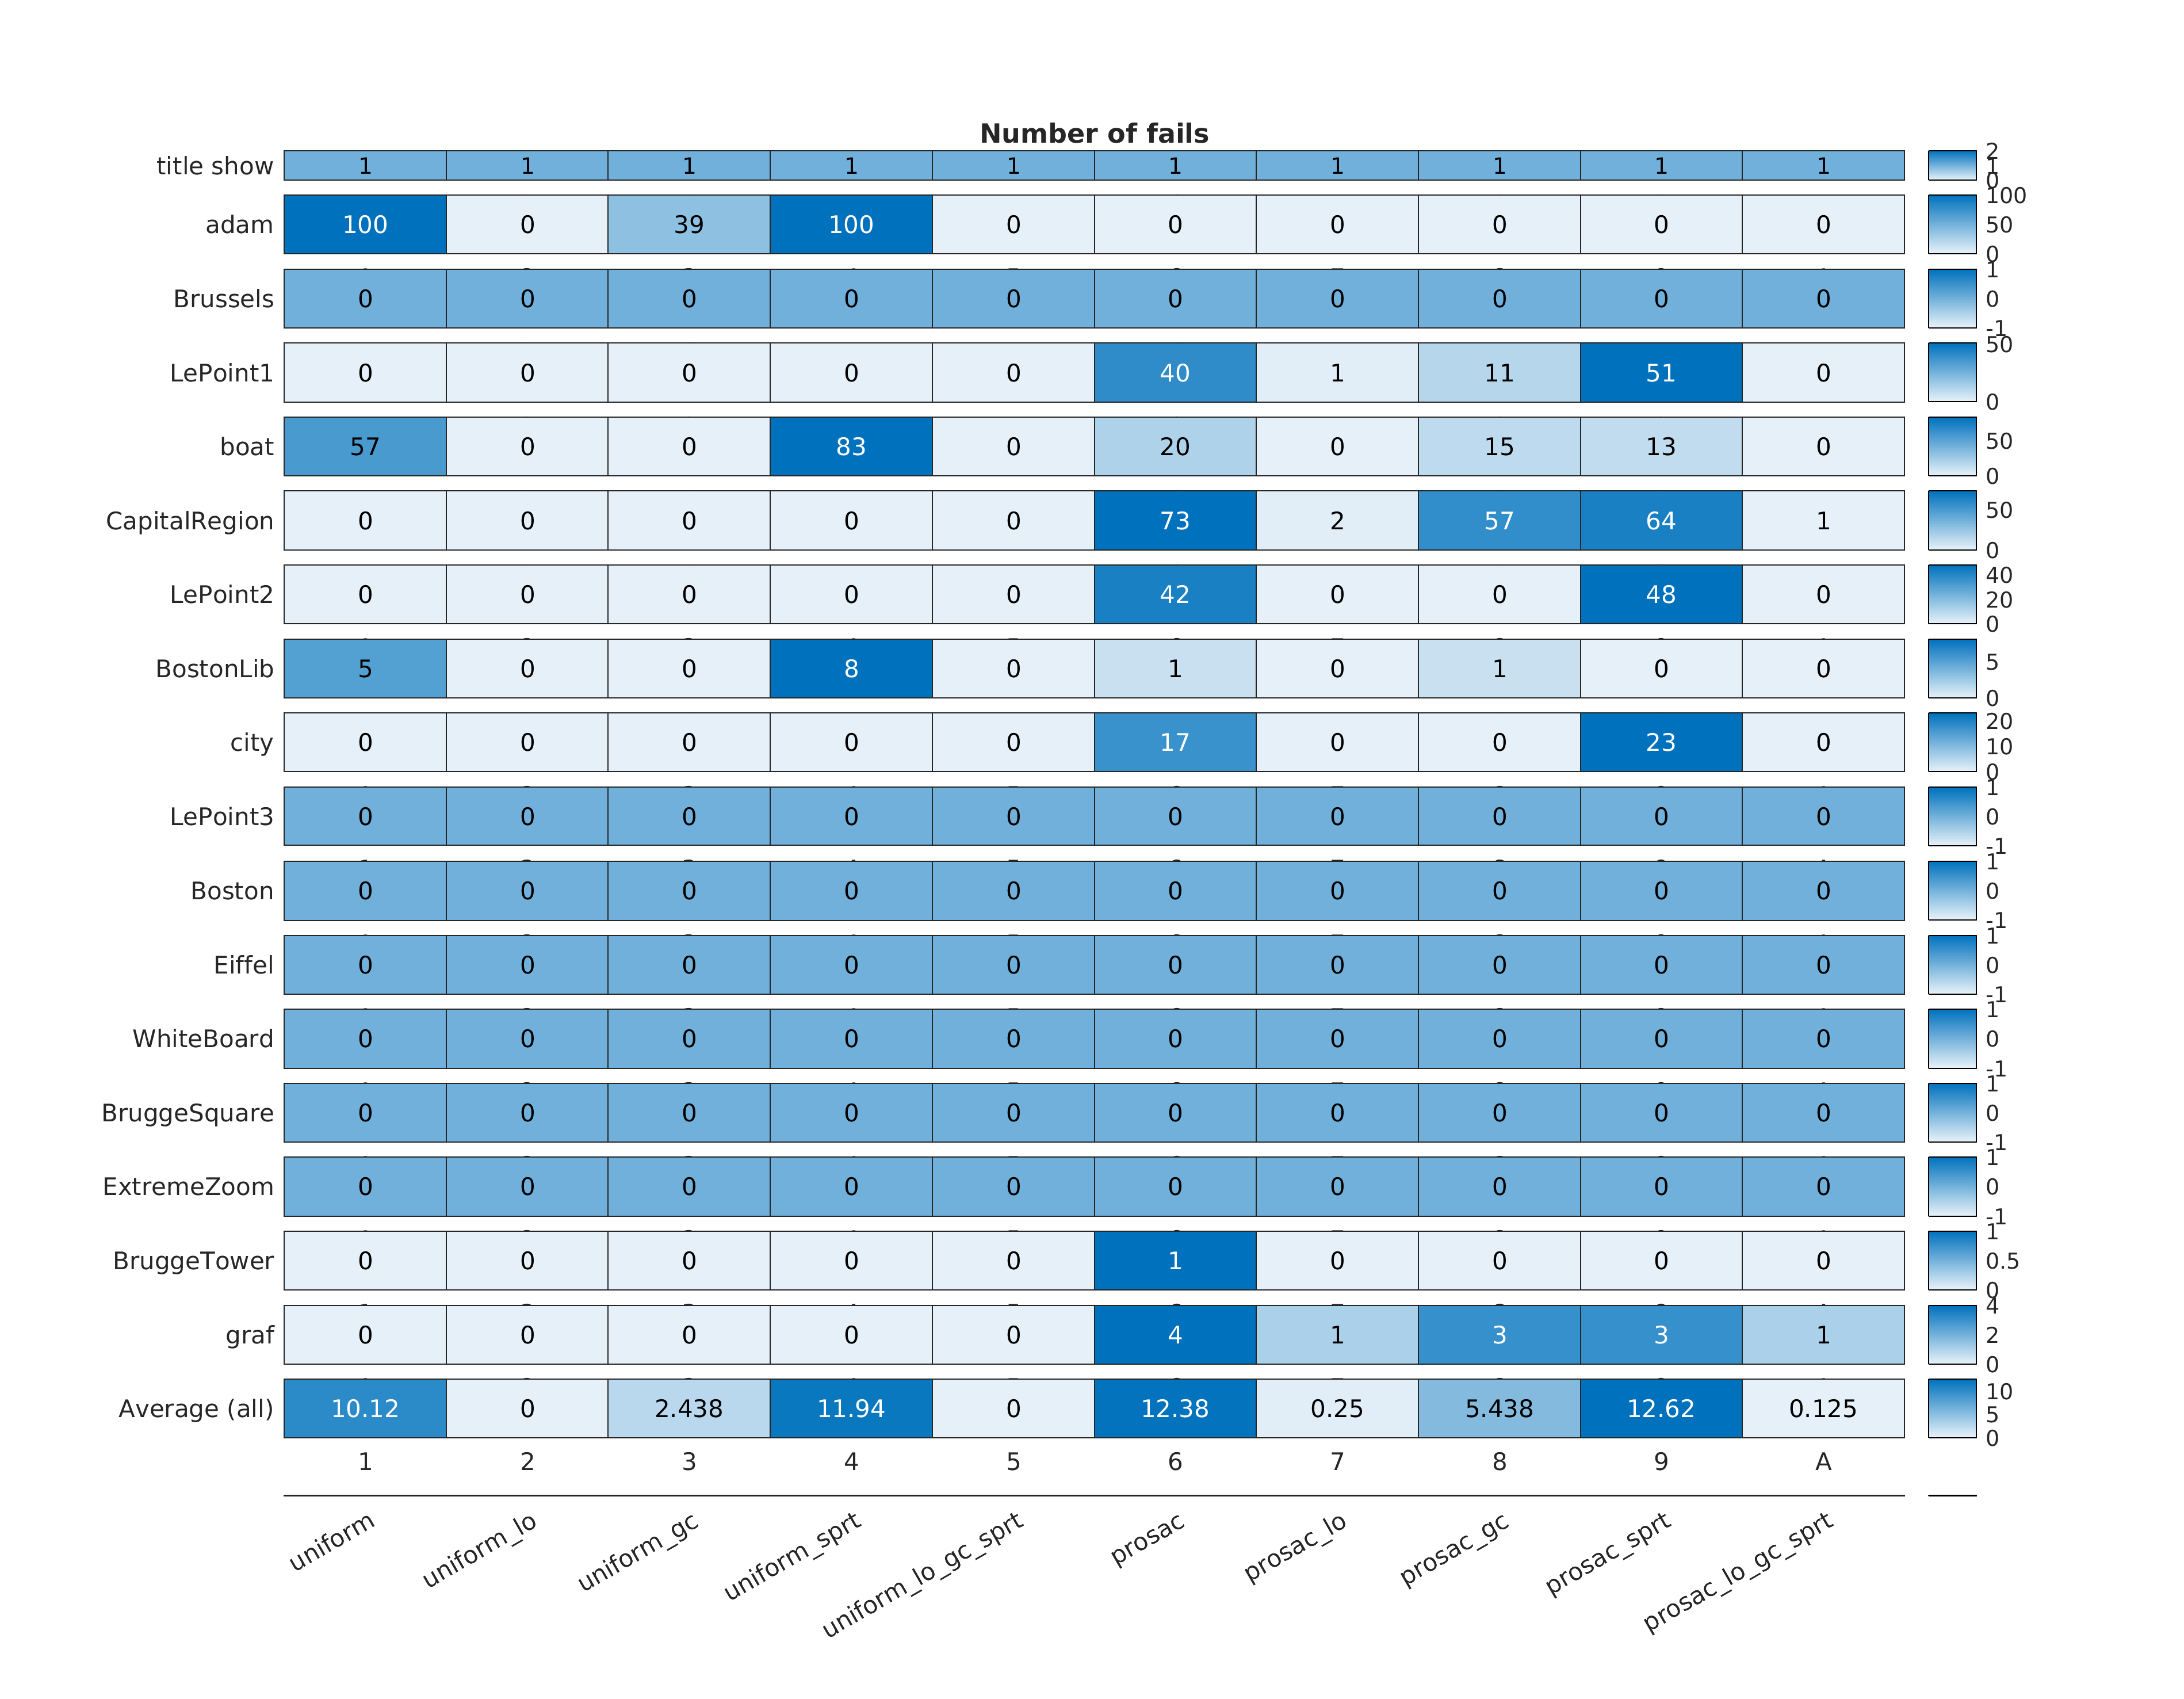 Number of fails
title show 1 1 1 1 1 1 1 1 1 1 2 1 0
adam 100 0 39 100 0 0 0 0 0 0 100 50 0
Brussels 0 0 0 0 0 0 0 0 0 0 1 0 -1
LePoint1 0 0 0 0 0 40 1 11 51 0 50 0
boat 57 0 0 83 0 20 0 15 13 0 50 0
CapitalRegion 0 0 0 0 0 73 2 57 64 1 50 0
LePoint2 0 0 0 0 0 42 0 0 48 0 40 20 0
BostonLib 5 0 0 8 0 1 0 1 0 0 5 0
city 0 0 0 0 0 17 0 0 23 0 20 10 0
LePoint3 0 0 0 0 0 0 0 0 0 0 1 0 -1
Boston 0 0 0 0 0 0 0 0 0 0 1 0 -1
Eiffel 0 0 0 0 0 0 0 0 0 0 1 0 -1
WhiteBoard 0 0 0 0 0 0 0 0 0 0 1 0 -1
BruggeSquare 0 0 0 0 0 0 0 0 0 0 1 0 -1
ExtremeZoom 0 0 0 0 0 0 0 0 0 0 1 0 -1
BruggeTower 0 0 0 0 0 1 0 0 0 0 1 0.5 0
graf 0 0 0 0 0 4 1 3 3 1 4 2 0
Average (all) 10.12 0 2.438 11.94 0 12.38 0.25 5.438 12.62 0.125 10 5 0
1 2 3 4 5 6 7 8 9 A
uniform uniform_lo uniform_gc uniform_sprt uniform_lo_gc_sprt prosac prosac_lo prosac_gc prosac_sprt prosac_lo_gc_sprt